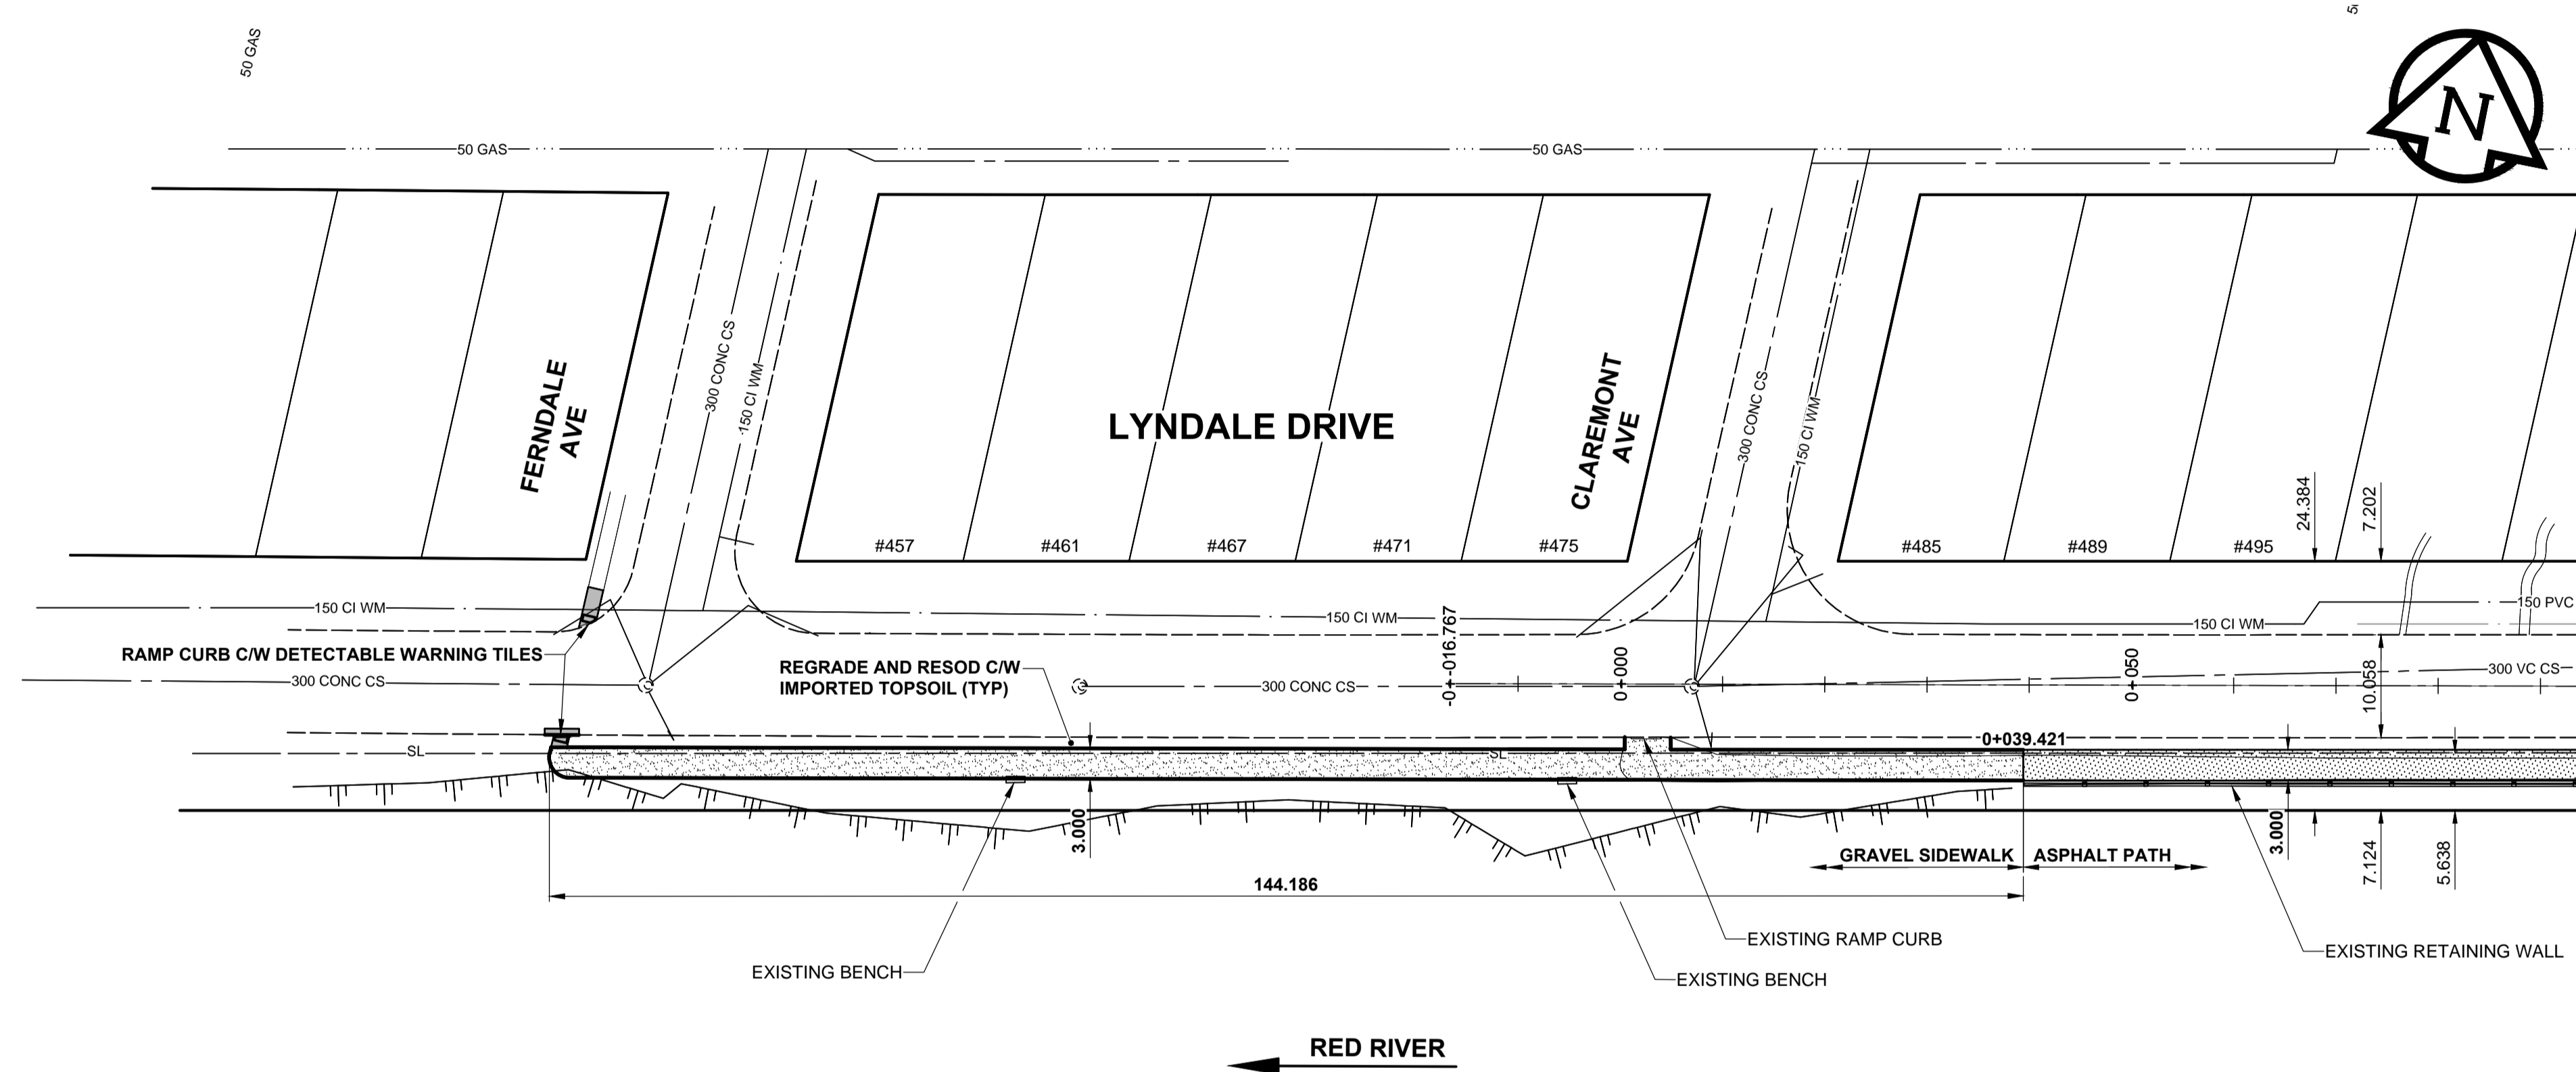 50 GAS
N
50 GAS
50 GAS
300 CONC CS
150 CI WM
300 CONC CS
150 CI WM
FERNDALE
AVE
LYNDALE DRIVE
CLAREMONT
AVE
#457
#461
#467
#471
#475
#485
#489
#495
24.384
7.202
150 CI WM
150 CI WM
150 CI WM
150 PVC
RAMP CURB C/W DETECTABLE WARNING TILES
300 CONC CS
REGRADE AND RESOD C/W
IMPORTED TOPSOIL (TYP)
300 CONC CS
-0+-016.767
0+000
0+050
10.058
300 VC CS
SL
SL
0+039.421
3.000
3.000
7.124
5.638
GRAVEL SIDEWALK
ASPHALT PATH
144.186
EXISTING BENCH
EXISTING RAMP CURB
EXISTING BENCH
EXISTING RETAINING WALL
RED RIVER